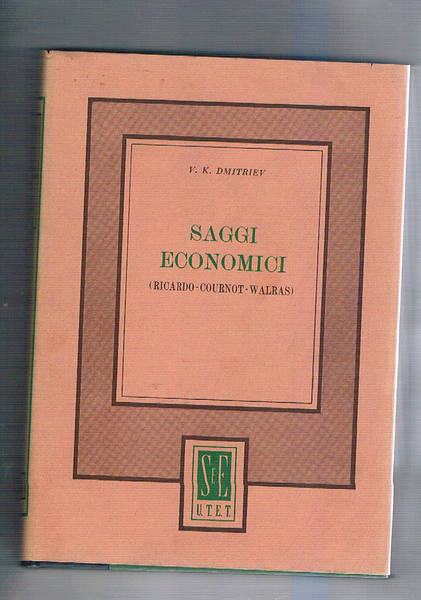 V. K. DMITRIEV
SAGGI
ECONOMICI
(RICARDO-COURNOT-WALRAS)
S E E
U.T.E.T.